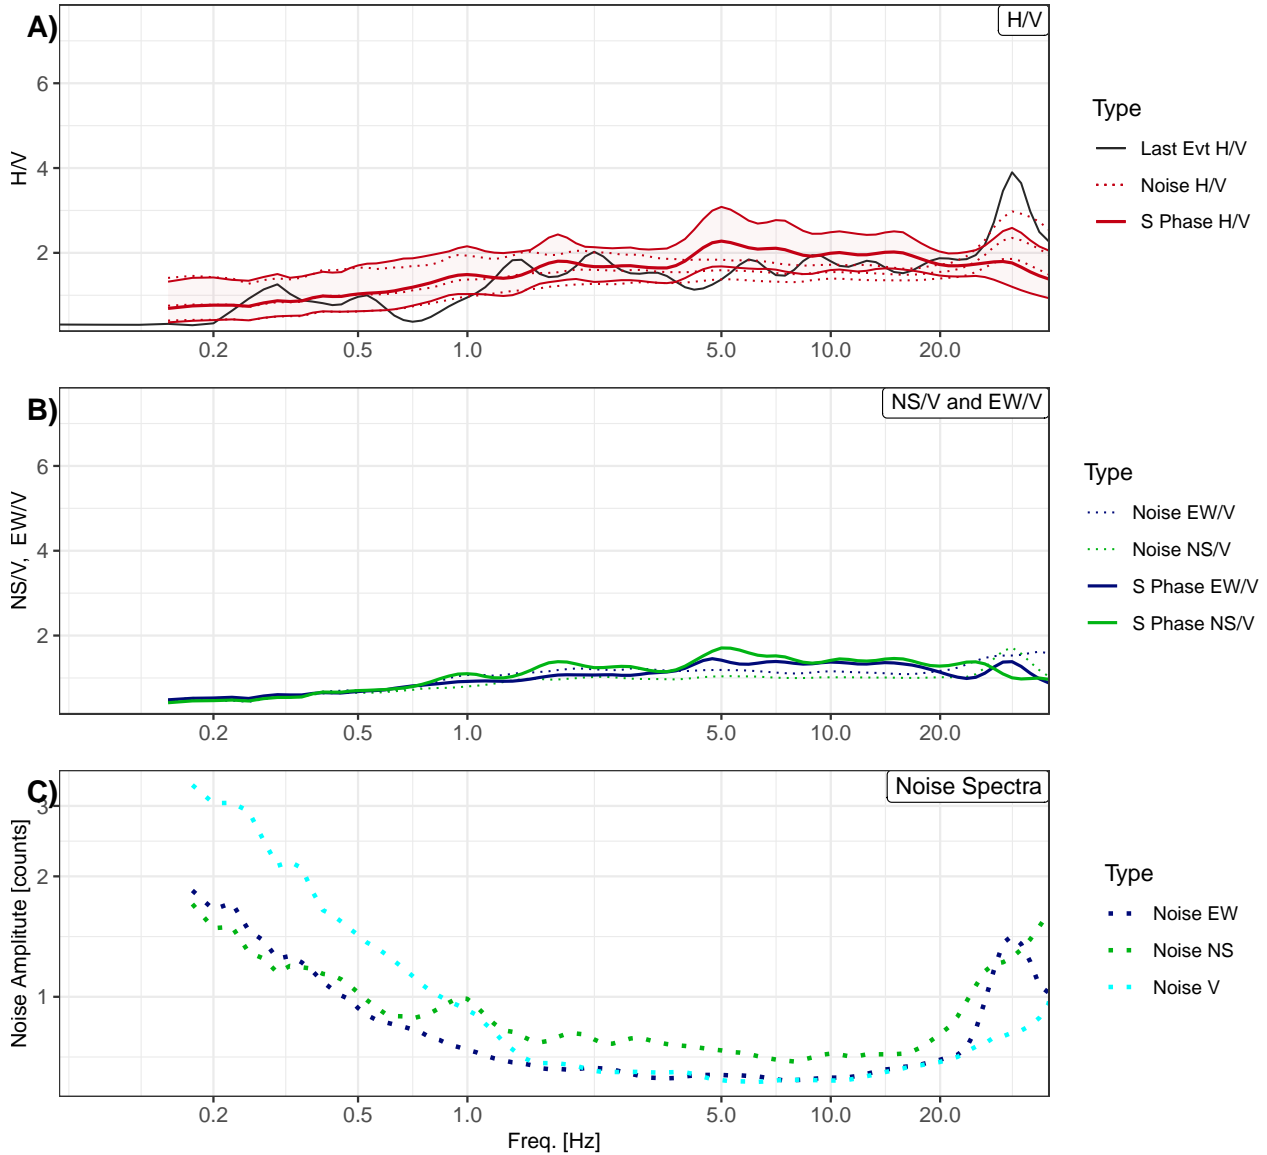 A)
H/V
6
4
2
H/V
0.2 0.5 1.0 5.0 10.0 20.0
Type
Last Evt H/V
Noise H/V
S Phase H/V
B)
NS/V and EW/V
6
4
2
NS/V, EW/V
0.2 0.5 1.0 5.0 10.0 20.0
Type
Noise EW/V
Noise NS/V
S Phase EW/V
S Phase NS/V
C)
Noise Spectra
3
2
1
Noise Amplitute [counts]
0.2 0.5 1.0 5.0 10.0 20.0
Freq. [Hz]
Type
Noise EW
Noise NS
Noise V